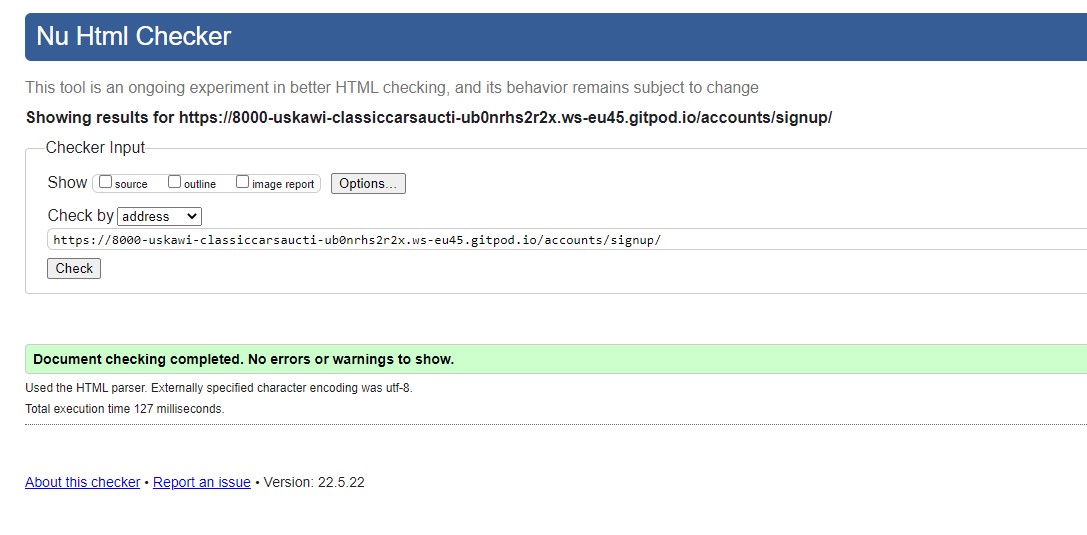 Nu Html Checker
This tool is an ongoing experiment in better HTML checking, and its behavior remains subject to change
Showing results for https://8000-uskawi-classiccarsaucti-ub0nrhs2r2x.ws-eu45.gitpod.io/accounts/signup/
Checker Input
Show source outline image report Options...
Check by address
https://8000-uskawi-classiccarsaucti-ub0nrhs2r2x.ws-eu45.gitpod.io/accounts/signup/
Check
Document checking completed. No errors or warnings to show.
Used the HTML parser. Externally specified character encoding was utf-8.
Total execution time 127 milliseconds.
About this checker • Report an issue • Version: 22.5.22